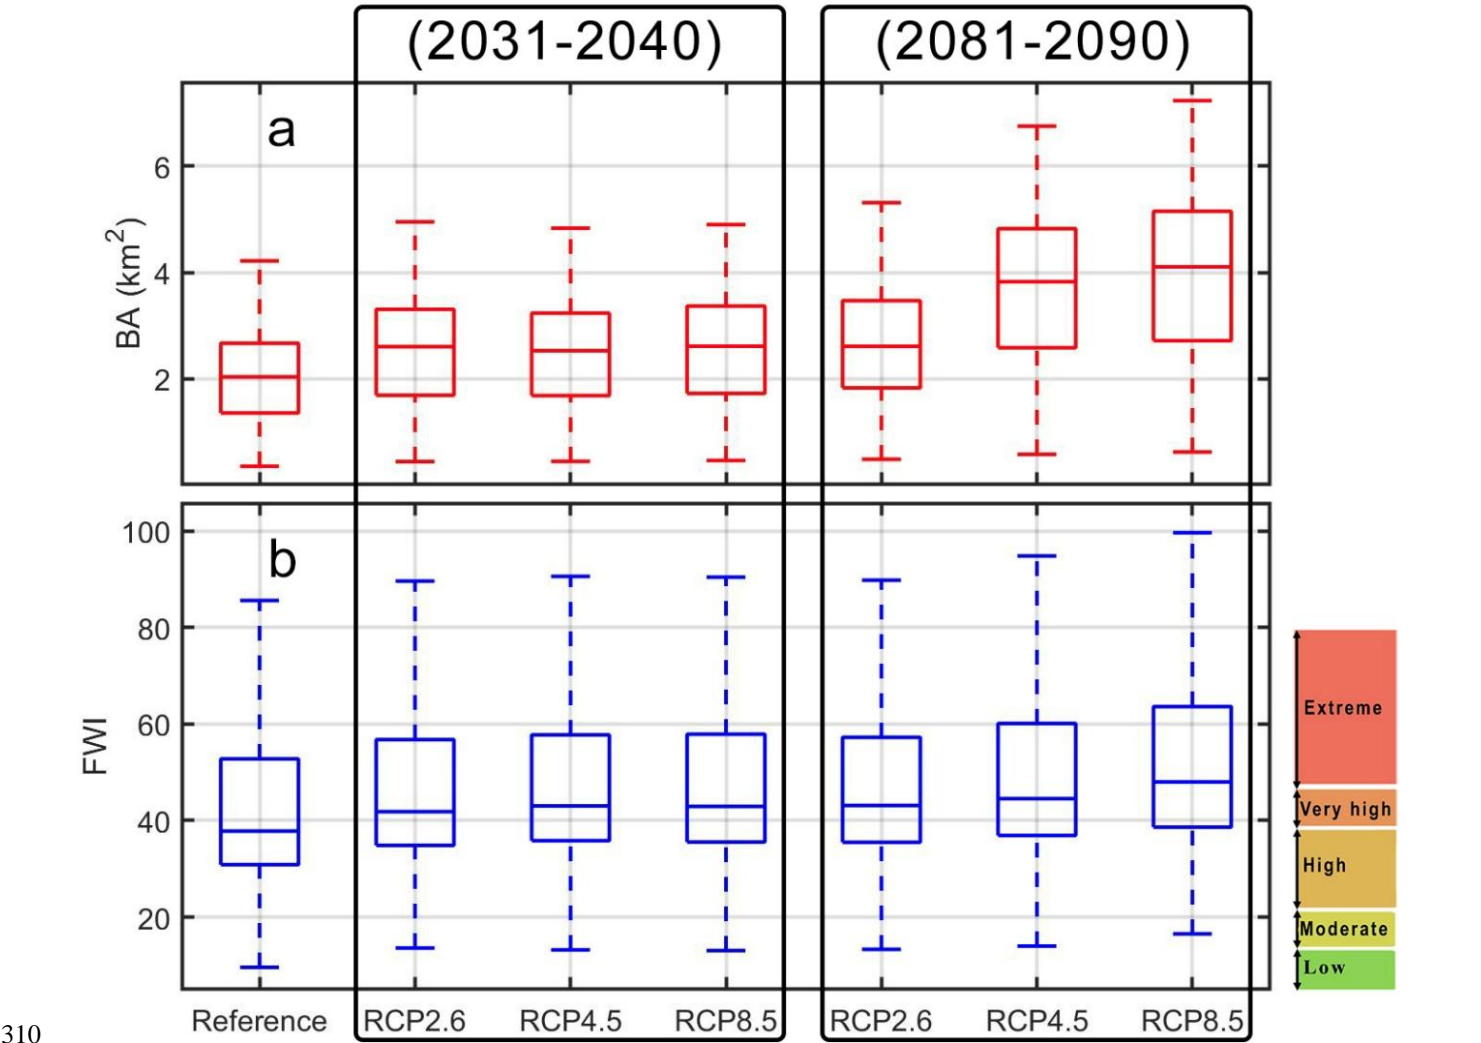 (2031-2040) (2081-2090)
a
6
4
2
BA (km²)
b
100
80
60
40
20
FWI
Extreme
Very high
High
Moderate
Low
Reference RCP2.6 RCP4.5 RCP8.5 RCP2.6 RCP4.5 RCP8.5
310